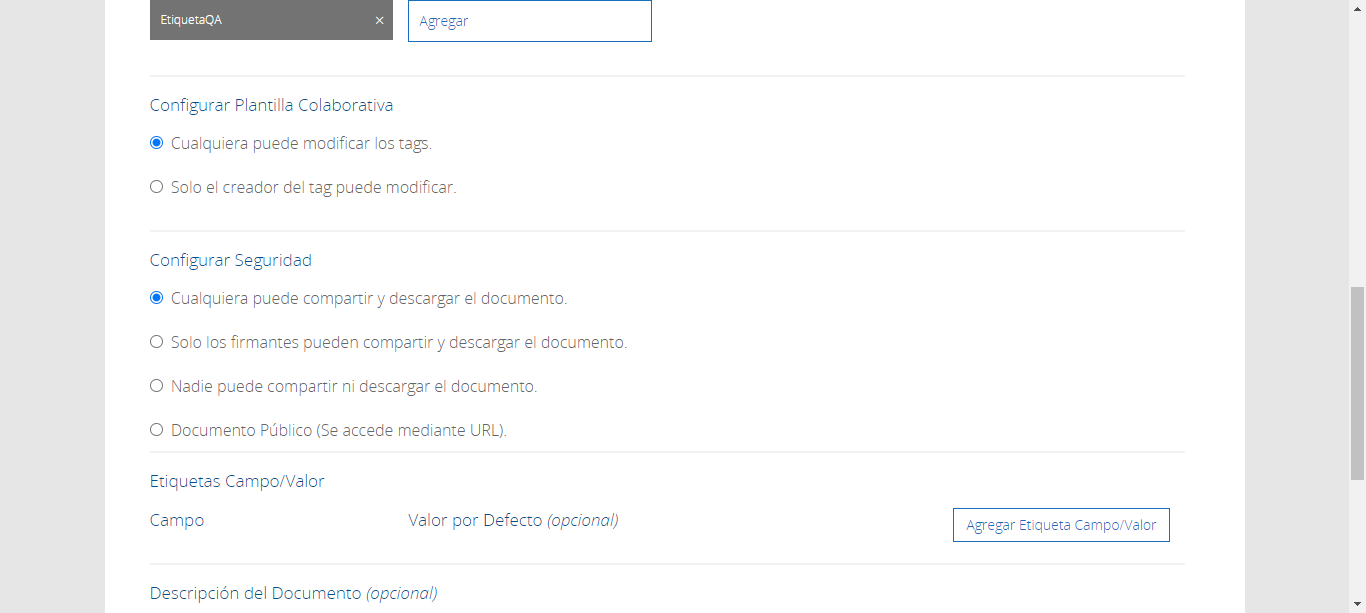 EtiquetaQA ×
Agregar
Configurar Plantilla Colaborativa
Cualquiera puede modificar los tags.
Solo el creador del tag puede modificar.
Configurar Seguridad
Cualquiera puede compartir y descargar el documento.
Solo los firmantes pueden compartir y descargar el documento.
Nadie puede compartir ni descargar el documento.
Documento Público (Se accede mediante URL).
Etiquetas Campo/Valor
Campo
Valor por Defecto (opcional)
Agregar Etiqueta Campo/Valor
Descripción del Documento (opcional)